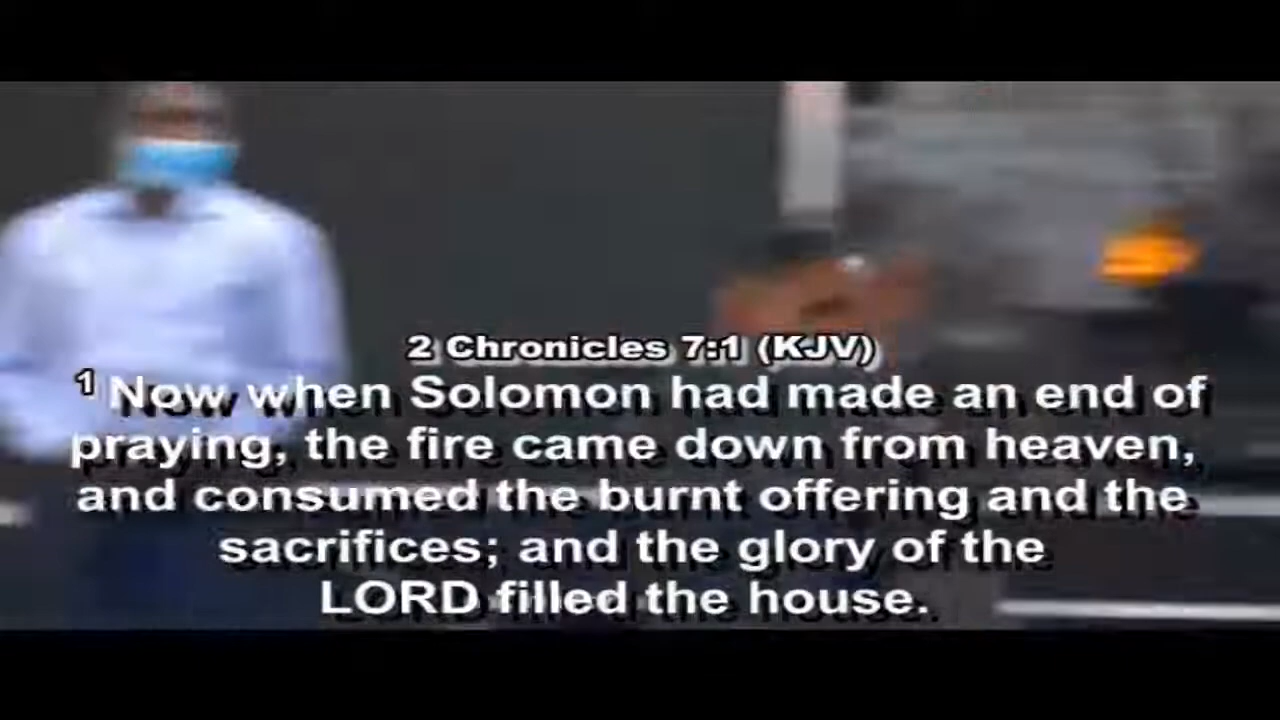 2 Chronicles 7:1 (KJV)
1 Now when Solomon had made an end of
praying, the fire came down from heaven,
and consumed the burnt offering and the
sacrifices; and the glory of the
LORD filled the house.